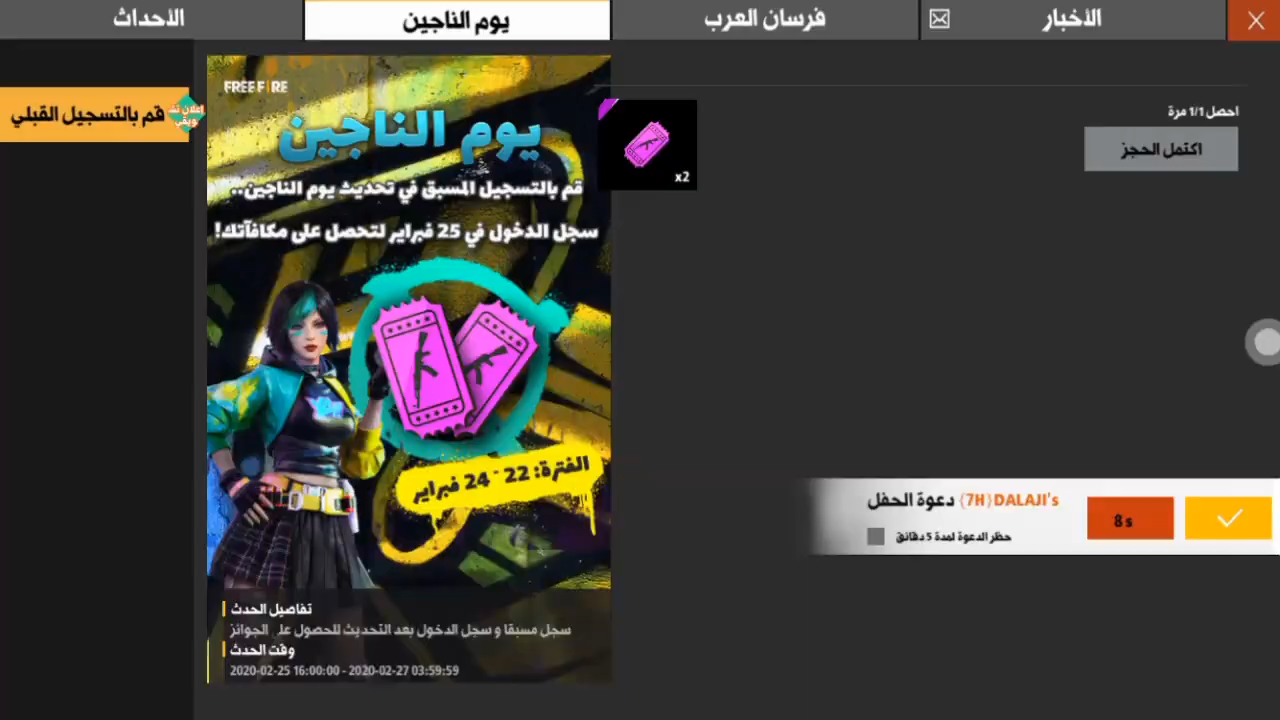 الأخبار
فرسان العرب
يوم الناجين
الأحداث
قم بالتسجيل القبلي
FREE FIRE
يوم الناجين
قم بالتسجيل المسبق في تحديث يوم الناجين..
سجل الدخول في 25 فبراير لتحصل على مكافآتك!
الفترة: 22 - 24 فبراير
تفاصيل الحدث
سجل مسبقا و سجل الدخول بعد التحديث للحصول على الجوائز
وقت الحدث
2020-02-25 16:00:00 - 2020-02-27 03:59:59
x2
احصل 1/1 مرة
اكتمل الحجز
دعوة الحفل (7H)DALAJI's
حظر الدعوة لمدة 5 دقائق
8s